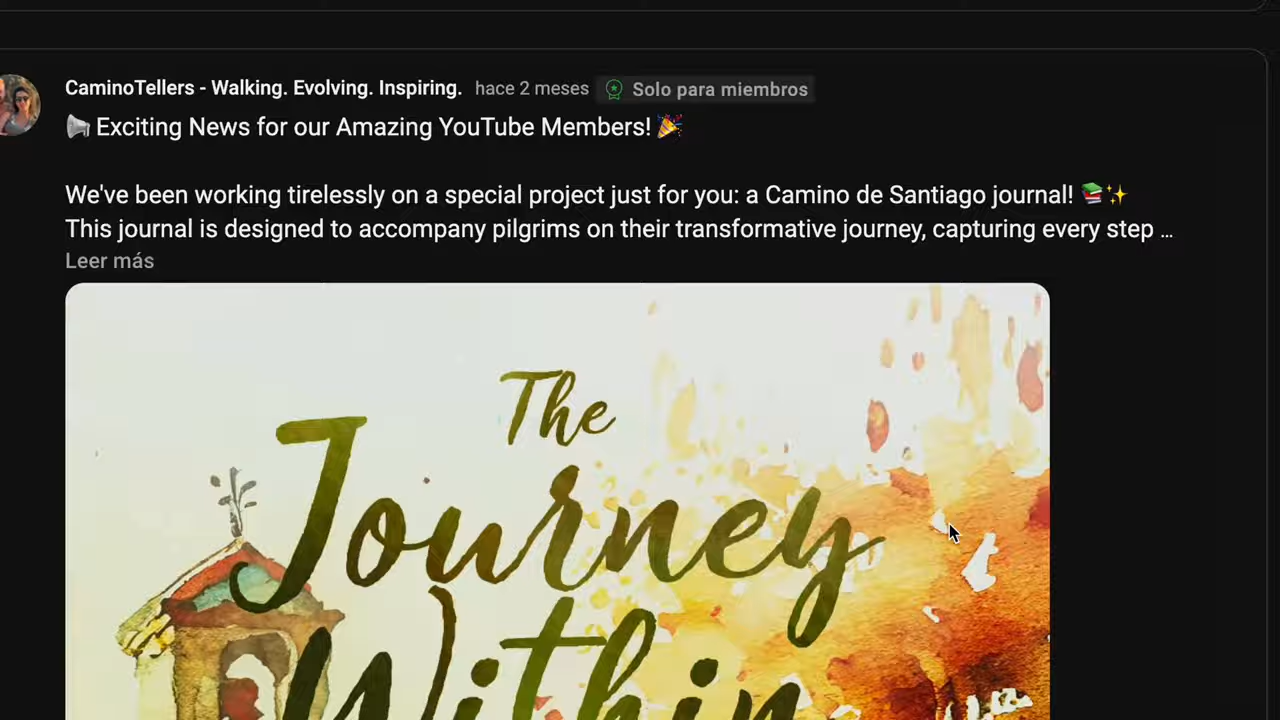 CaminoTellers - Walking. Evolving. Inspiring. hace 2 meses Solo para miembros
📢 Exciting News for our Amazing YouTube Members! 🎉
We've been working tirelessly on a special project just for you: a Camino de Santiago journal! 📚✨
This journal is designed to accompany pilgrims on their transformative journey, capturing every step ...
Leer más
The
Journey
Within